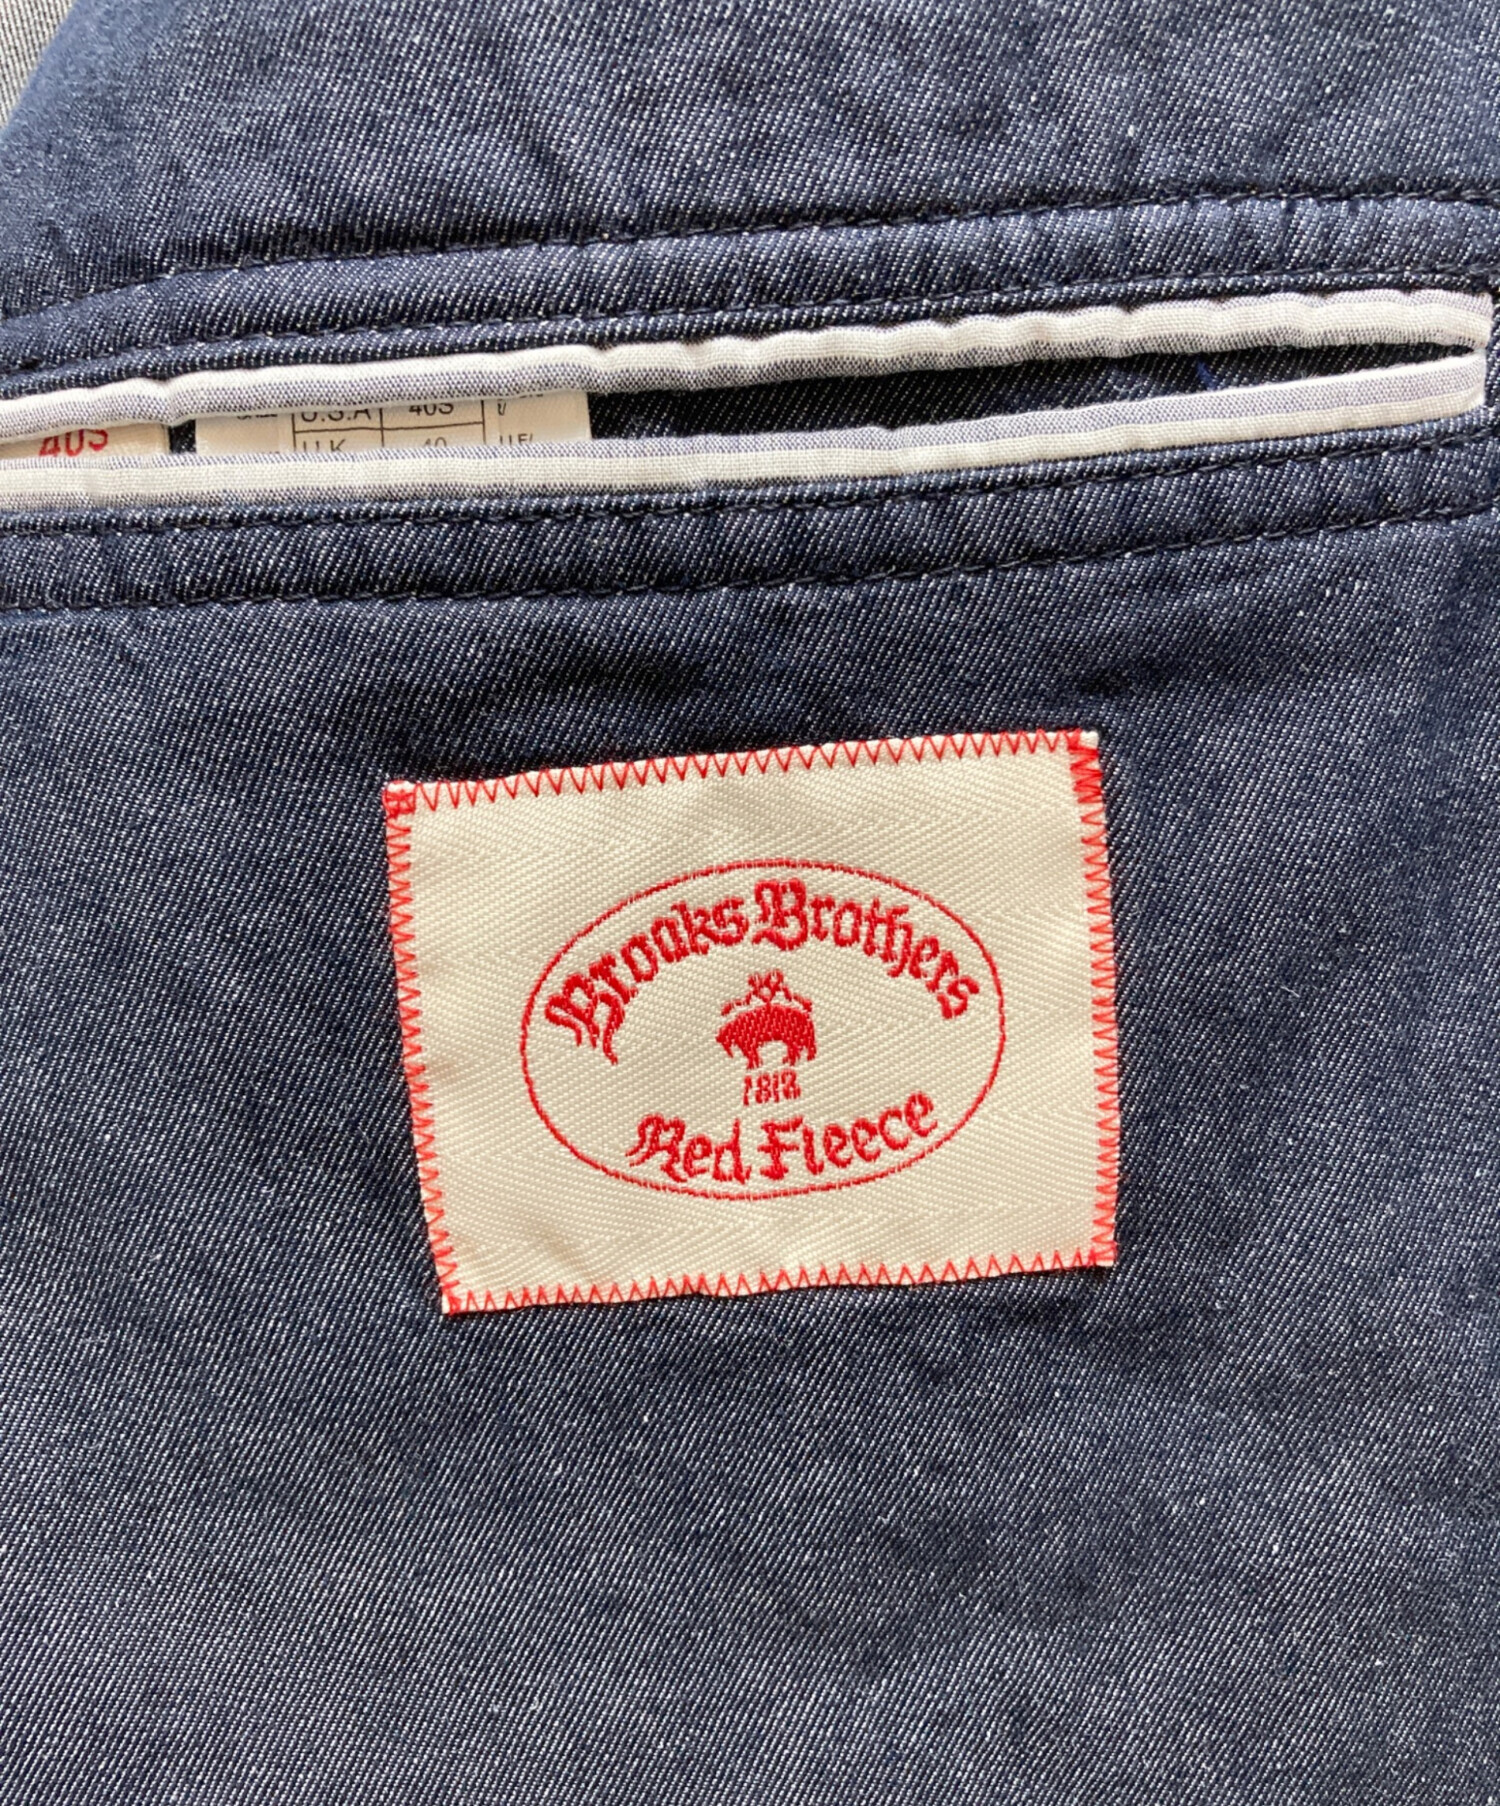 U.S.A 40S
40S
U.K 40
Brooks Brothers
1818
Red Fleece